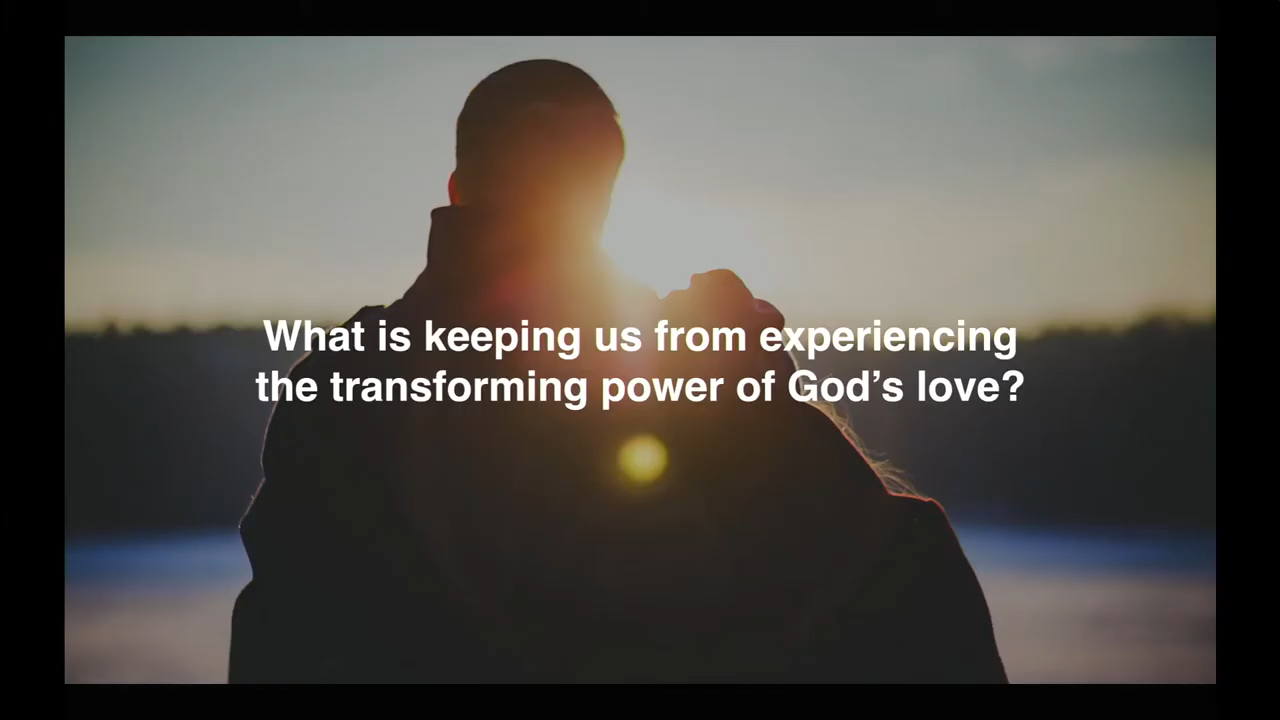 What is keeping us from experiencing
the transforming power of God’s love?